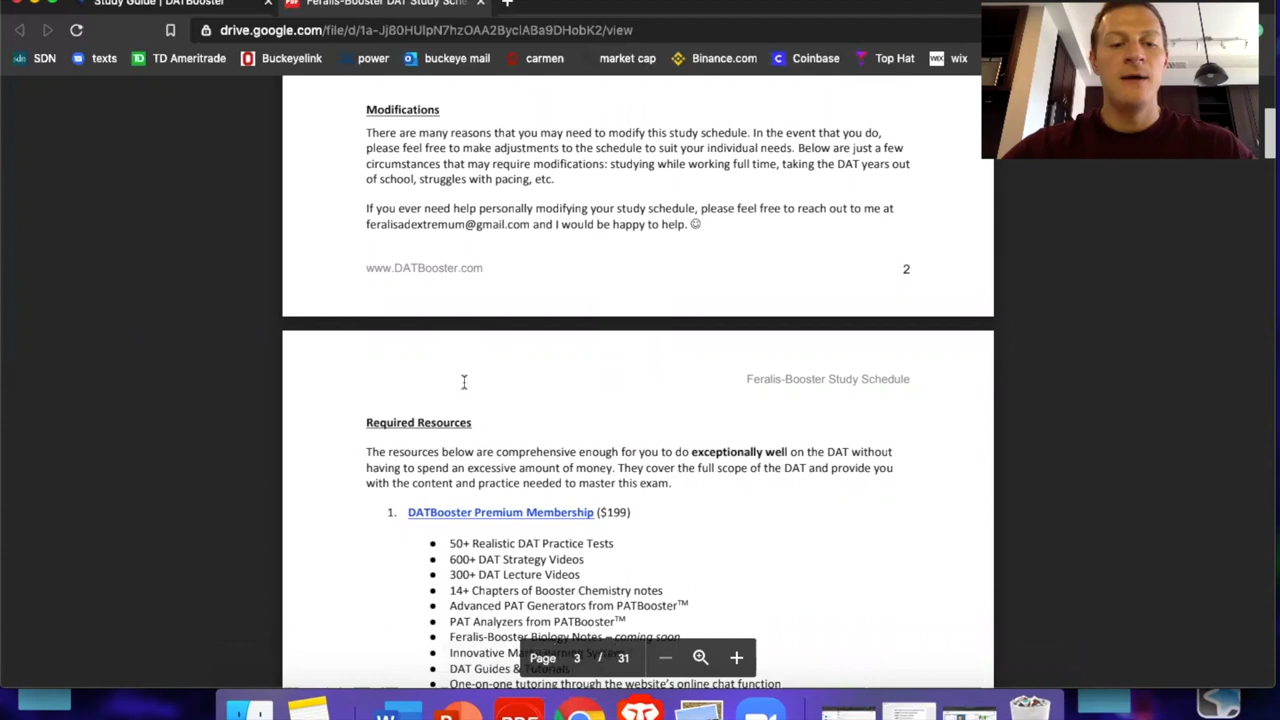 Study Guide | DATBooster
Feralis-Booster DAT Study Sche
drive.google.com/file/d/1a-Jj80HUlpN7hzOAA2ByclABa9DHobK2/view
SDN texts TD Ameritrade Buckeyelink power buckeye mail carmen market cap Binance.com Coinbase Top Hat wix wix
Modifications
There are many reasons that you may need to modify this study schedule. In the event that you do,
please feel free to make adjustments to the schedule to suit your individual needs. Below are just a few
circumstances that may require modifications: studying while working full time, taking the DAT years out
of school, struggles with pacing, etc.
If you ever need help personally modifying your study schedule, please feel free to reach out to me at
feralisadextremum@gmail.com and I would be happy to help. ☺
www.DATBooster.com 2
Feralis-Booster Study Schedule
Required Resources
The resources below are comprehensive enough for you to do exceptionally well on the DAT without
having to spend an excessive amount of money. They cover the full scope of the DAT and provide you
with the content and practice needed to master this exam.
1. DATBooster Premium Membership ($199)
• 50+ Realistic DAT Practice Tests
• 600+ DAT Strategy Videos
• 300+ DAT Lecture Videos
• 14+ Chapters of Booster Chemistry notes
• Advanced PAT Generators from PATBooster™
• PAT Analyzers from PATBooster™
• Feralis-Booster Biology Notes – coming soon
• Innovative
• DAT Guides &
• One-on-one tutoring through the website's online chat function
Page 3 / 31
PDF